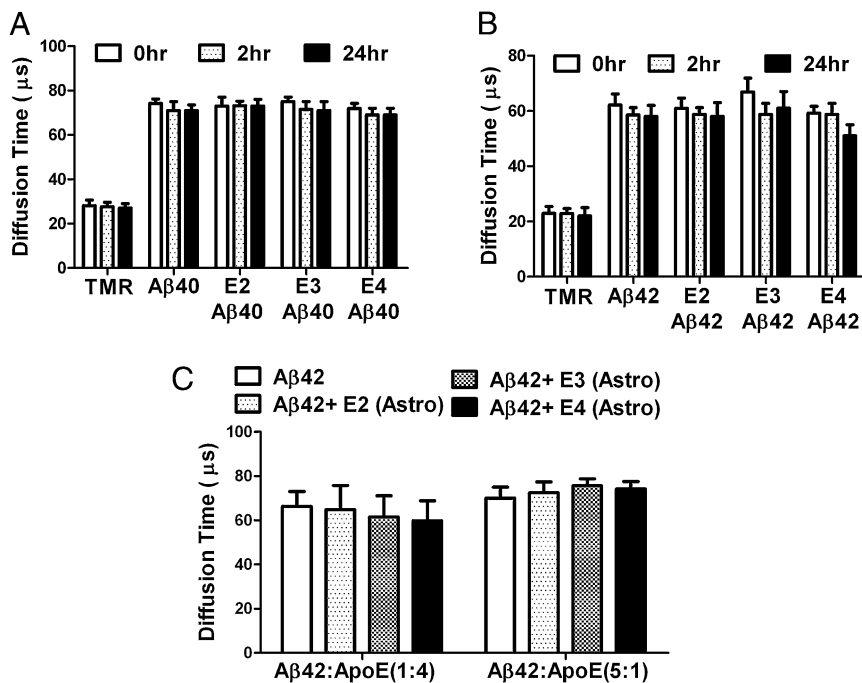 A
0hr 2hr 24hr
Diffusion Time ( μs)
100
80
60
40
20
0
TMR Aβ40 E2 E3 E4
Aβ40 Aβ40 Aβ40
B
0hr 2hr 24hr
Diffusion Time ( μs)
80
60
40
20
0
TMR Aβ42 E2 E3 E4
Aβ42 Aβ42 Aβ42
C
Aβ42 Aβ42+ E3 (Astro)
Aβ42+ E2 (Astro) Aβ42+ E4 (Astro)
Diffusion Time ( μs)
100
80
60
40
20
0
Aβ42:ApoE(1:4) Aβ42:ApoE(5:1)